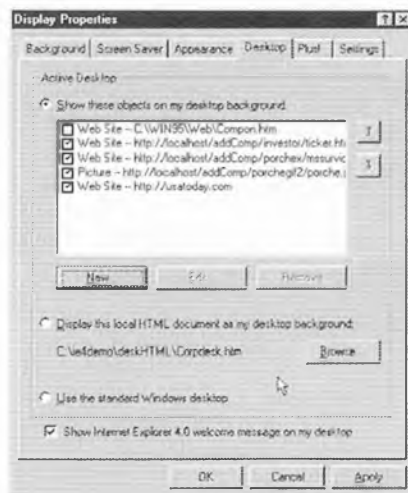 Display Properties
Background Screen Saver Appearance Desktop Plus! Settings
Active Desktop
Show these objects on my desktop background:
Web Site -- C:\WIN95\Web\Compon.htm
Web Site -- http://localhost/addComp/investor/ticker.ht
Web Site -- http://localhost/addComp/porchex/mssurvic
Picture -- http://localhost/addComp/porchegif2/porche.
Web Site -- http://usatoday.com
New Edit Remove
Display this local HTML document as my desktop background:
C:\ie4demo\deskHTML\Corpdesk.htm Browse
Use the standard Windows desktop
Show Internet Explorer 4.0 welcome message on my desktop
OK Cancel Apply